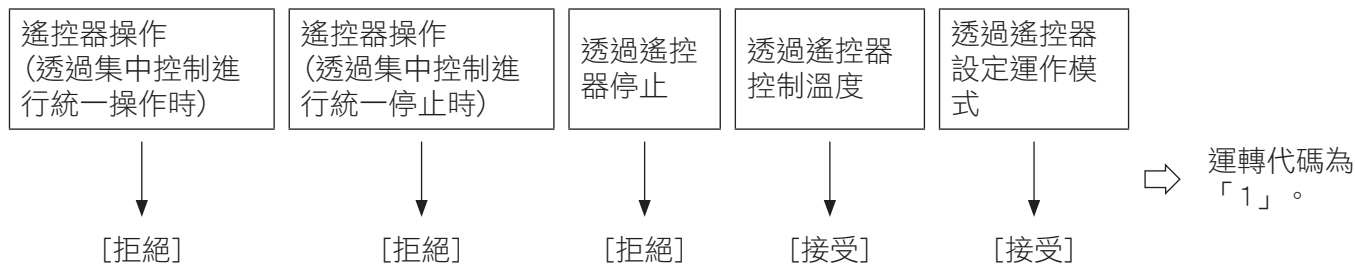 遙控器操作
(透過集中控制進
行統一操作時)
遙控器操作
(透過集中控制進
行統一停止時)
透過遙控
器停止
透過遙控器
控制溫度
透過遙控器
設定運作模
式
運轉代碼為
「1」。
[拒絕]
[拒絕]
[拒絕]
[接受]
[接受]